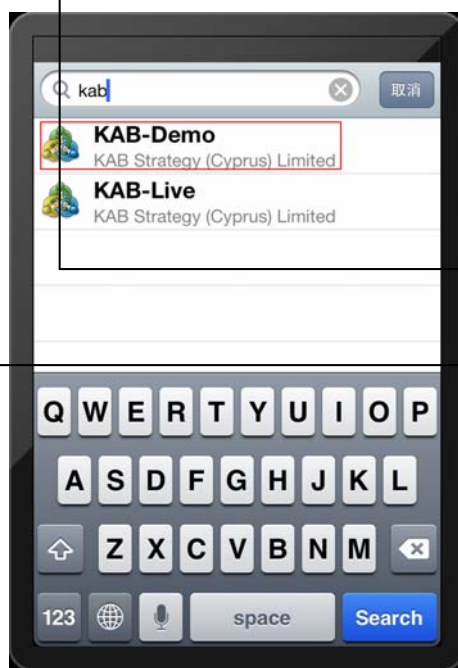 kab
取消
KAB-Demo
KAB Strategy (Cyprus) Limited
KAB-Live
KAB Strategy (Cyprus) Limited
Q W E R T Y U I O P
A S D F G H J K L
Z X C V B N M
123 space Search